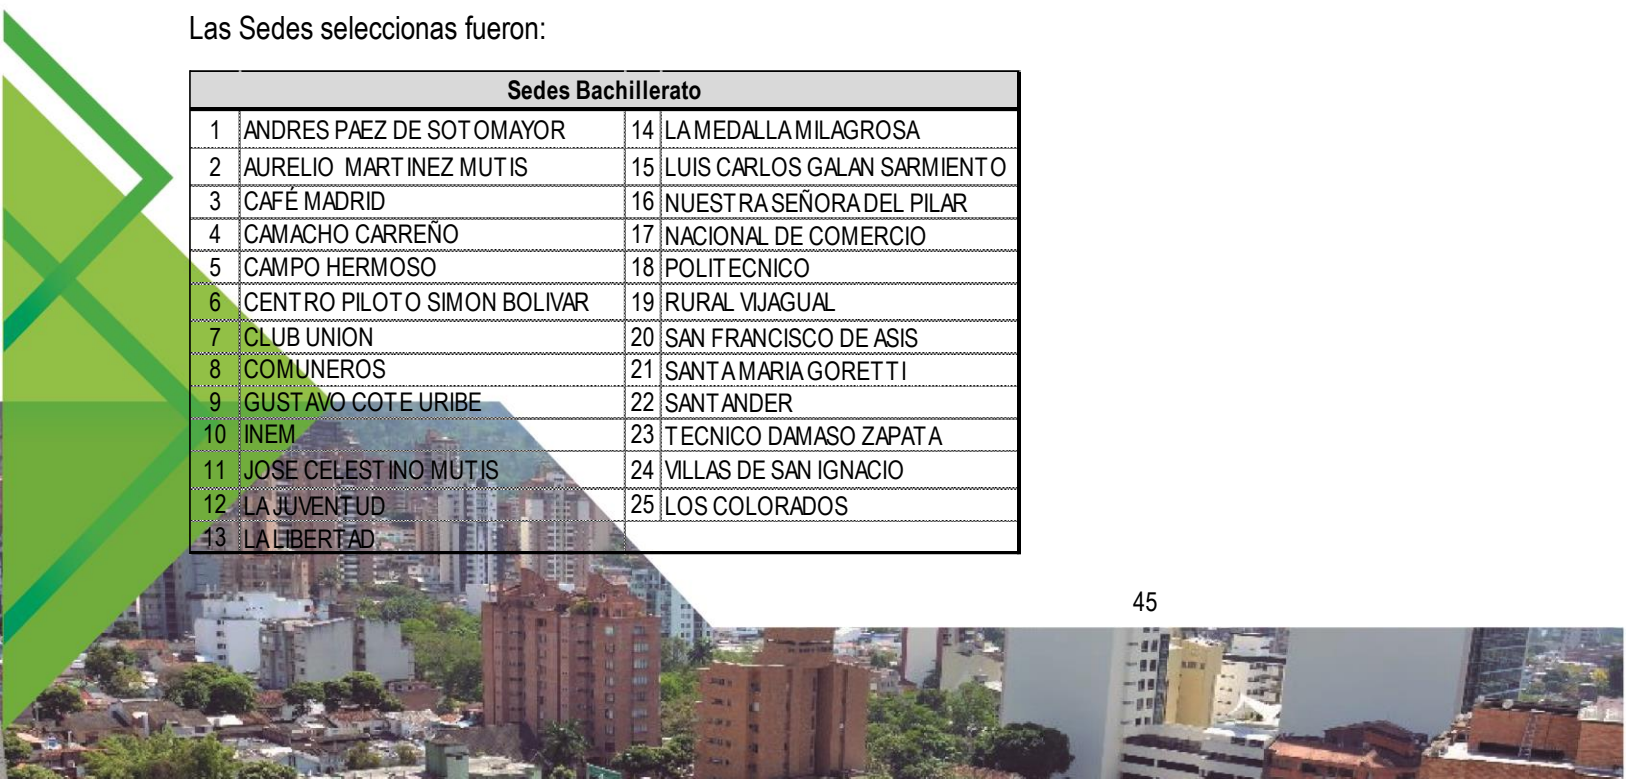 Las Sedes seleccionas fueron:
Sedes Bachillerato
1 ANDRES PAEZ DE SOTOMAYOR 14 LA MEDALLA MILAGROSA
2 AURELIO MARTINEZ MUTIS 15 LUIS CARLOS GALAN SARMIENTO
3 CAFÉ MADRID 16 NUESTRA SEÑORA DEL PILAR
4 CAMACHO CARREÑO 17 NACIONAL DE COMERCIO
5 CAMPO HERMOSO 18 POLITECNICO
6 CENTRO PILOTO SIMON BOLIVAR 19 RURAL VIJAGUAL
7 CLUB UNION 20 SAN FRANCISCO DE ASIS
8 COMUNEROS 21 SANTA MARIA GORETTI
9 GUSTAVO COTE URIBE 22 SANTANDER
10 INEM 23 TECNICO DAMASO ZAPATA
11 JOSE CELESTINO MUTIS 24 VILLAS DE SAN IGNACIO
12 LA JUVENTUD 25 LOS COLORADOS
13 LA LIBERTAD
45